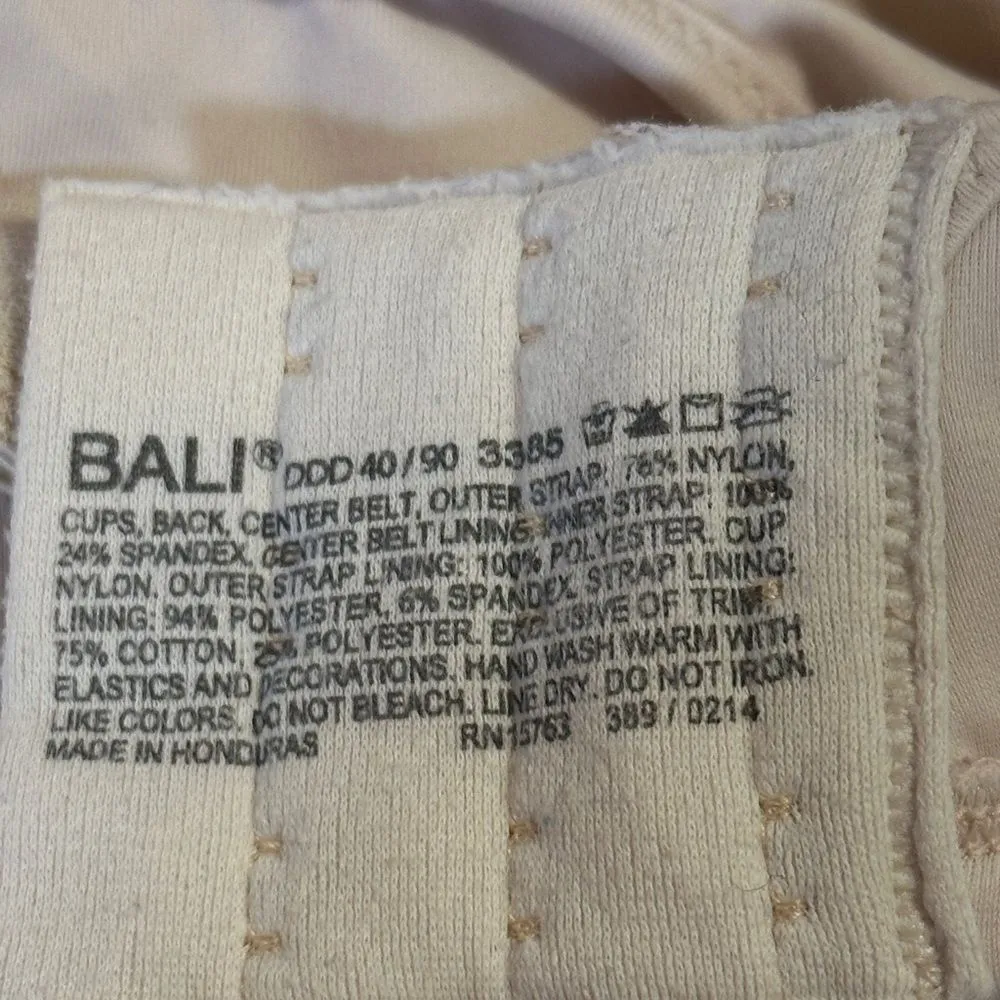 BALI® DDD 40/90 3385
CUPS, BACK, CENTER BELT, OUTER STRAP: 76% NYLON,
24% SPANDEX. CENTER BELT LINING, INNER STRAP: 100%
NYLON. OUTER STRAP LINING: 100% POLYESTER. CUP
LINING: 94% POLYESTER, 6% SPANDEX. STRAP LINING:
75% COTTON, 25% POLYESTER. EXCLUSIVE OF TRIM,
ELASTICS AND DECORATIONS. HAND WASH WARM WITH
LIKE COLORS. DO NOT BLEACH. LINE DRY. DO NOT IRON.
MADE IN HONDURAS RN15763 389 / 0214